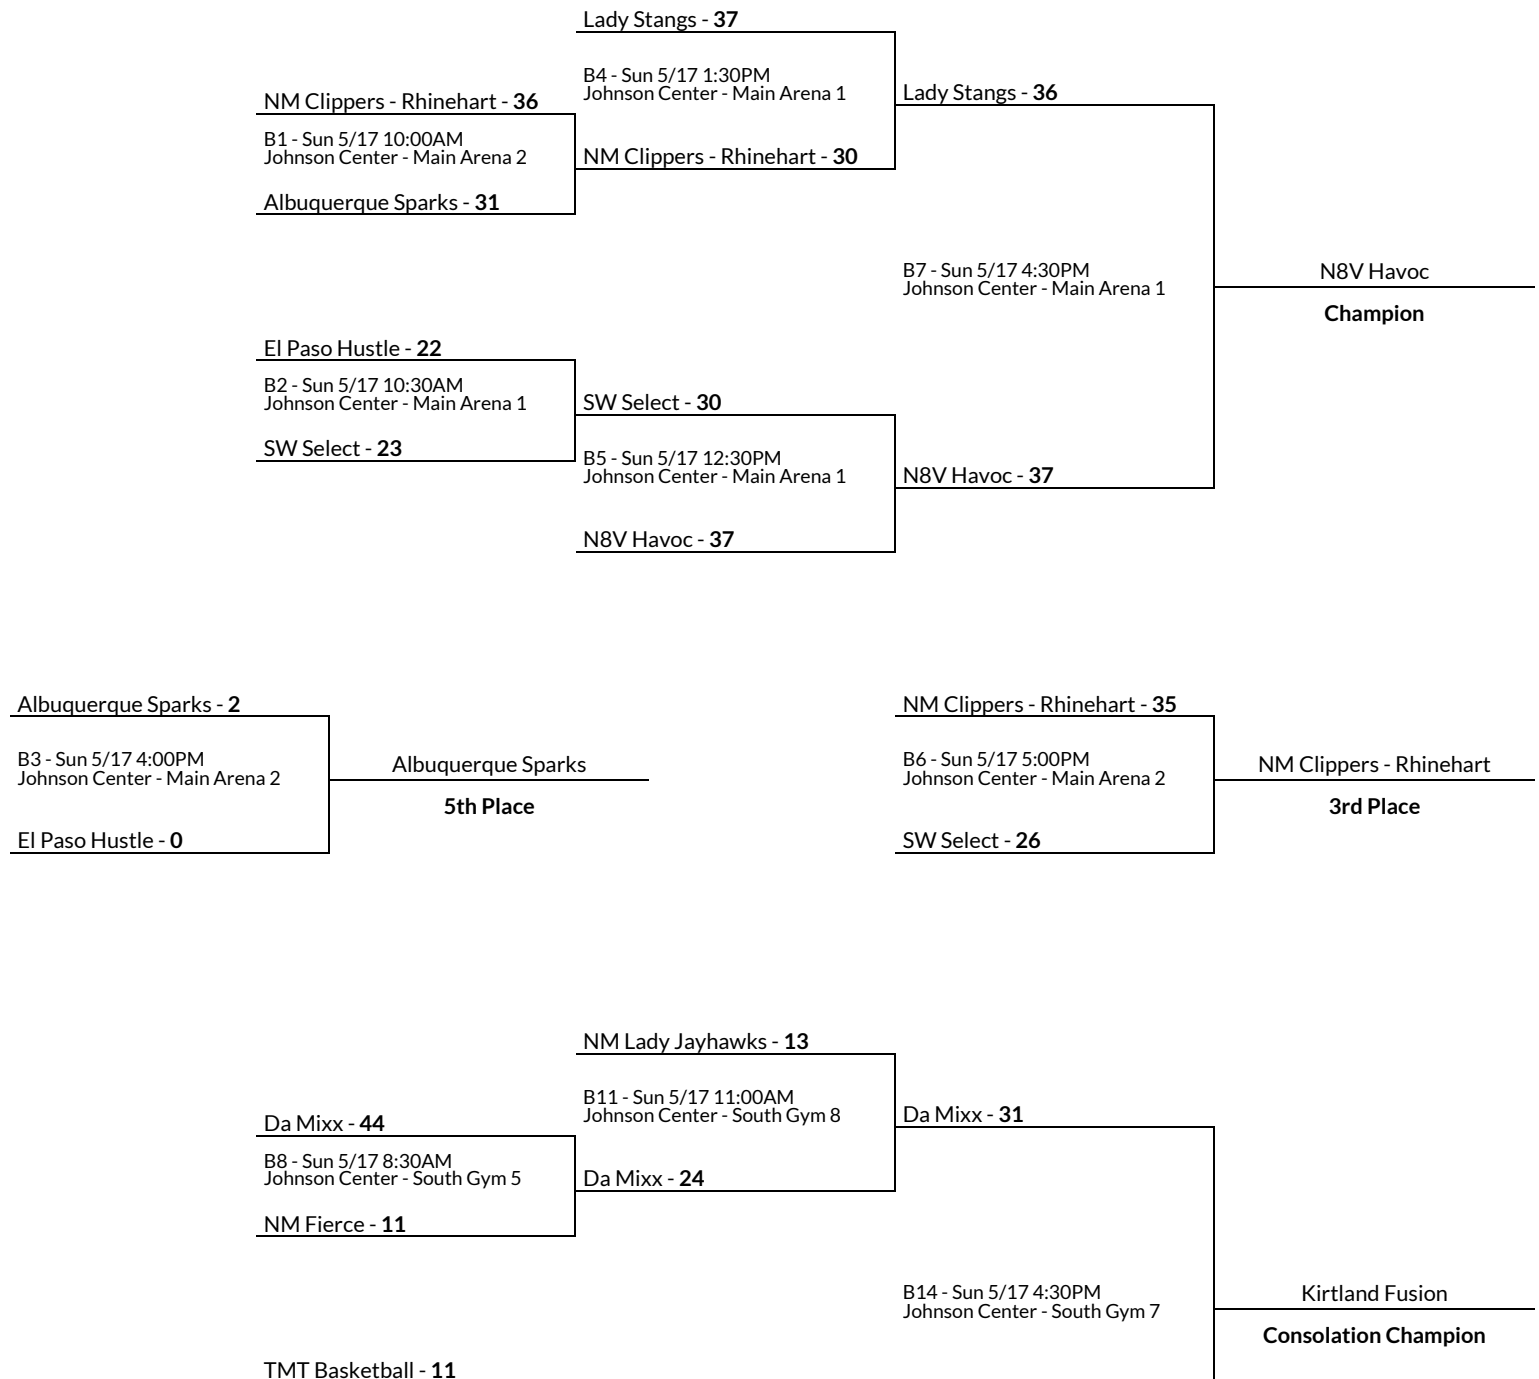 Lady Stangs - 37
B4 - Sun 5/17 1:30PM
Johnson Center - Main Arena 1
Lady Stangs - 36
NM Clippers - Rhinehart - 36
B1 - Sun 5/17 10:00AM
Johnson Center - Main Arena 2
NM Clippers - Rhinehart - 30
Albuquerque Sparks - 31
B7 - Sun 5/17 4:30PM
Johnson Center - Main Arena 1
N8V Havoc
Champion
El Paso Hustle - 22
B2 - Sun 5/17 10:30AM
Johnson Center - Main Arena 1
SW Select - 30
SW Select - 23
B5 - Sun 5/17 12:30PM
Johnson Center - Main Arena 1
N8V Havoc - 37
N8V Havoc - 37
Albuquerque Sparks - 2
B3 - Sun 5/17 4:00PM
Johnson Center - Main Arena 2
Albuquerque Sparks
5th Place
El Paso Hustle - 0
NM Clippers - Rhinehart - 35
B6 - Sun 5/17 5:00PM
Johnson Center - Main Arena 2
NM Clippers - Rhinehart
3rd Place
SW Select - 26
NM Lady Jayhawks - 13
B11 - Sun 5/17 11:00AM
Johnson Center - South Gym 8
Da Mixx - 31
Da Mixx - 44
B8 - Sun 5/17 8:30AM
Johnson Center - South Gym 5
Da Mixx - 24
NM Fierce - 11
B14 - Sun 5/17 4:30PM
Johnson Center - South Gym 7
Kirtland Fusion
Consolation Champion
TMT Basketball - 11